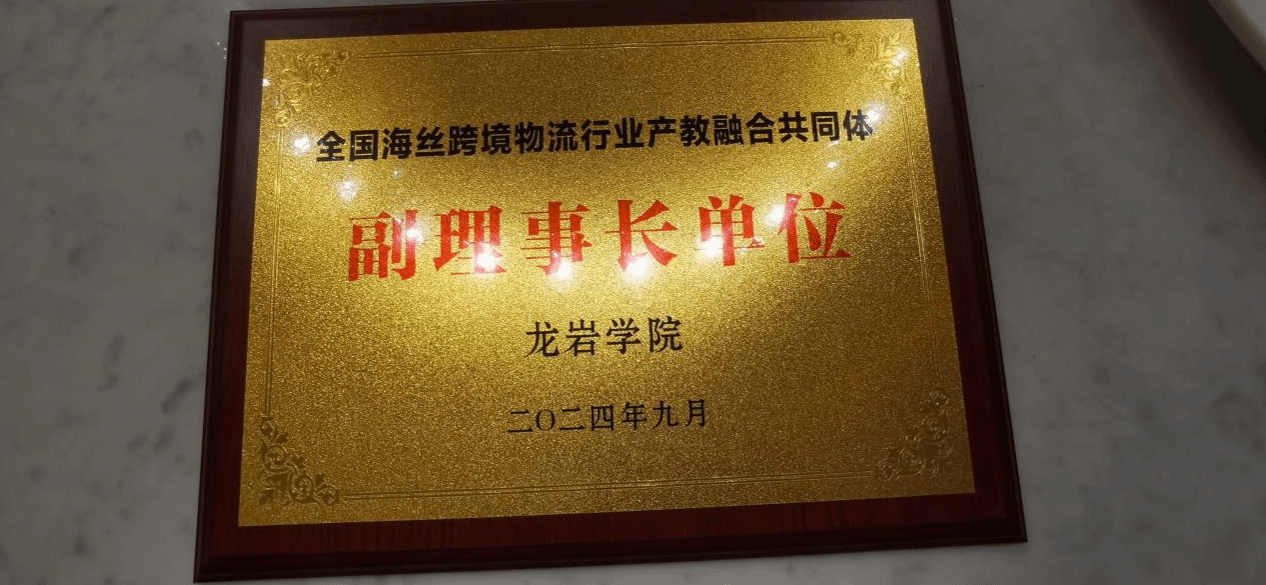 全国海丝跨境物流行业产教融合共同体
副理事长单位
龙岩学院
二〇二四年九月